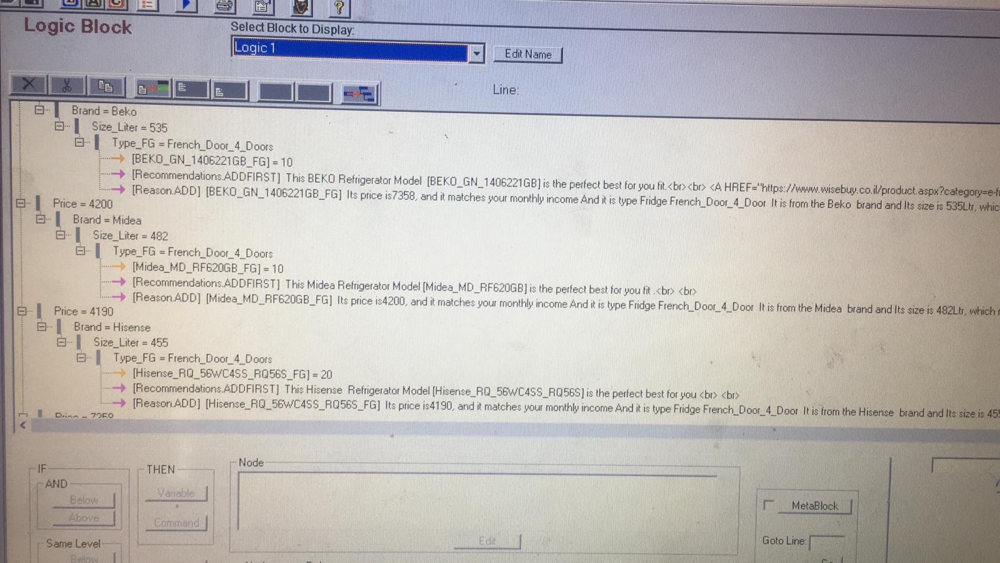 Logic Block
Select Block to Display:
Logic 1
Edit Name
Line:
Brand = Beko
Size_Liter = 535
Type_FG = French_Door_4_Doors
[BEKO_GN_1406221GB_FG] = 10
[Recommendations.ADDFIRST] This BEKO Refrigerator Model [BEKO_GN_1406221GB] is the perfect best for you fit.<br><br> <A HREF="https://www.wisebuy.co.il/product.aspx?category=e-f
[Reason.ADD] [BEKO_GN_1406221GB_FG] Its price is7358, and it matches your monthly income And it is type Fridge French_Door_4_Door It is from the Beko brand and Its size is 535Ltr, whic
Price = 4200
Brand = Midea
Size_Liter = 482
Type_FG = French_Door_4_Doors
[Midea_MD_RF620GB_FG] = 10
[Recommendations.ADDFIRST] This Midea Refrigerator Model [Midea_MD_RF620GB] is the perfect best for you fit .<br> <br>
[Reason.ADD] [Midea_MD_RF620GB_FG] Its price is4200, and it matches your monthly income And it is type Fridge French_Door_4_Door It is from the Midea brand and Its size is 482Ltr, which
Price = 4190
Brand = Hisense
Size_Liter = 455
Type_FG = French_Door_4_Doors
[Hisense_RQ_56WC4SS_RQ56S_FG] = 20
[Recommendations.ADDFIRST] This Hisense Refrigerator Model [Hisense_RQ_56WC4SS_RQ56S] is the perfect best for you <br> <br>
[Reason.ADD] [Hisense_RQ_56WC4SS_RQ56S_FG] Its price is4190, and it matches your monthly income And it is type Fridge French_Door_4_Door It is from the Hisense brand and Its size is 455
Price = 7358
IF
THEN
Node
AND
Below
Variable
Above
Command
MetaBlock
Edit
Goto Line:
Same Level
Below